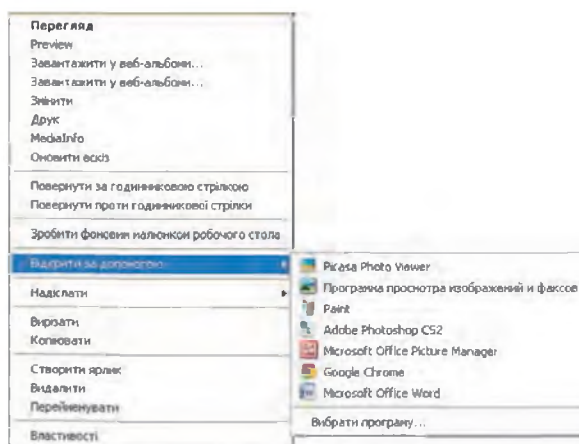 Перегляд
Preview
Завантажити у веб-альбоми...
Завантажити у веб-альбоми...
Змінити
Друк
MediaInfo
Оновити ескіз
Повернути за годинниковою стрілкою
Повернути проти годинникової стрілки
Зробити фоновим малюнком робочого стола
Відкрити за допомогою
Надіслати
Вирізати
Копіювати
Створити ярлик
Видалити
Перейменувати
Властивості
Picasa Photo Viewer
Программа просмотра изображений и факсов
Paint
Adobe Photoshop CS2
Microsoft Office Picture Manager
Google Chrome
Microsoft Office Word
Вибрати програму...